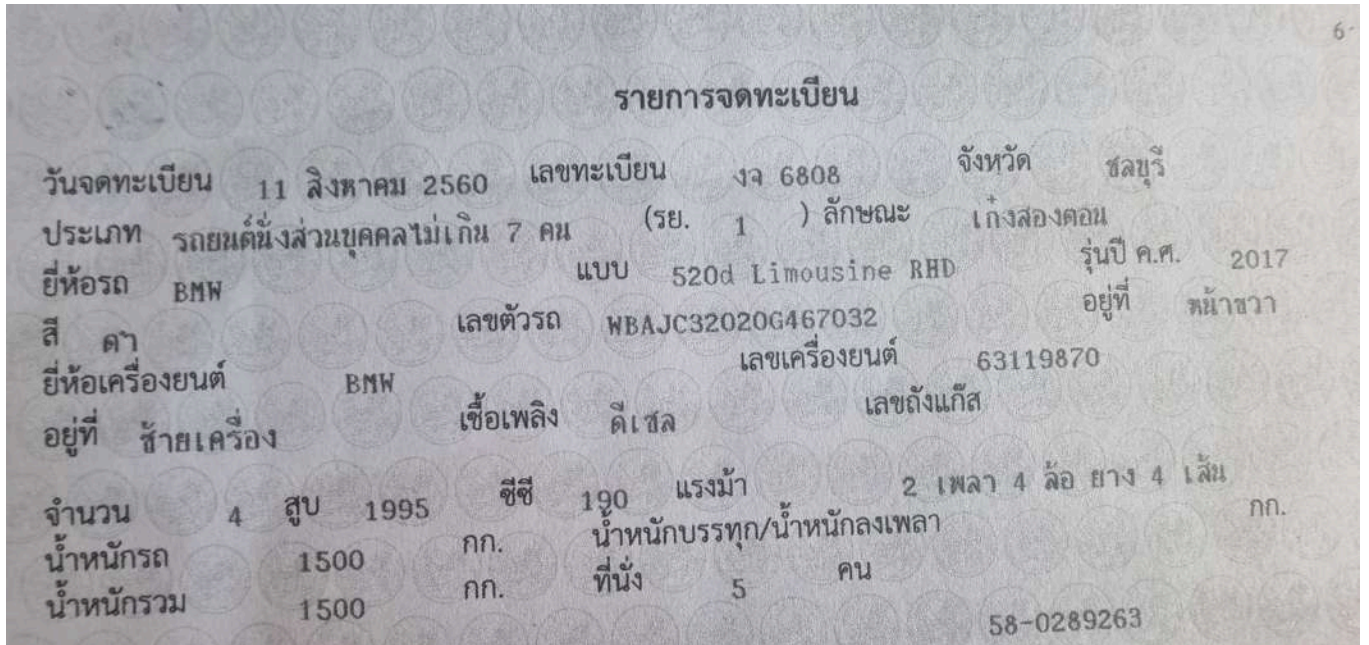 6-
รายการจดทะเบียน
วันจดทะเบียน 11 สิงหาคม 2560 เลขทะเบียน งจ 6808 จังหวัด ชลบุรี
ประเภท รถยนต์นั่งส่วนบุคคลไม่เกิน 7 คน (รย. 1 ) ลักษณะ เก๋งสองตอน
ยี่ห้อรถ BMW แบบ 520d Limousine RHD รุ่นปี ค.ศ. 2017
สี ดำ เลขตัวรถ WBAJC32020G467032 อยู่ที่ หน้าขวา
ยี่ห้อเครื่องยนต์ BMW เลขเครื่องยนต์ 63119870
อยู่ที่ ซ้ายเครื่อง เชื้อเพลิง ดีเซล เลขถังแก๊ส
จำนวน 4 สูบ 1995 ซีซี 190 แรงม้า 2 เพลา 4 ล้อ ยาง 4 เส้น
น้ำหนักรถ 1500 กก. น้ำหนักบรรทุก/น้ำหนักลงเพลา กก.
น้ำหนักรวม 1500 กก. ที่นั่ง 5 คน
58-0289263